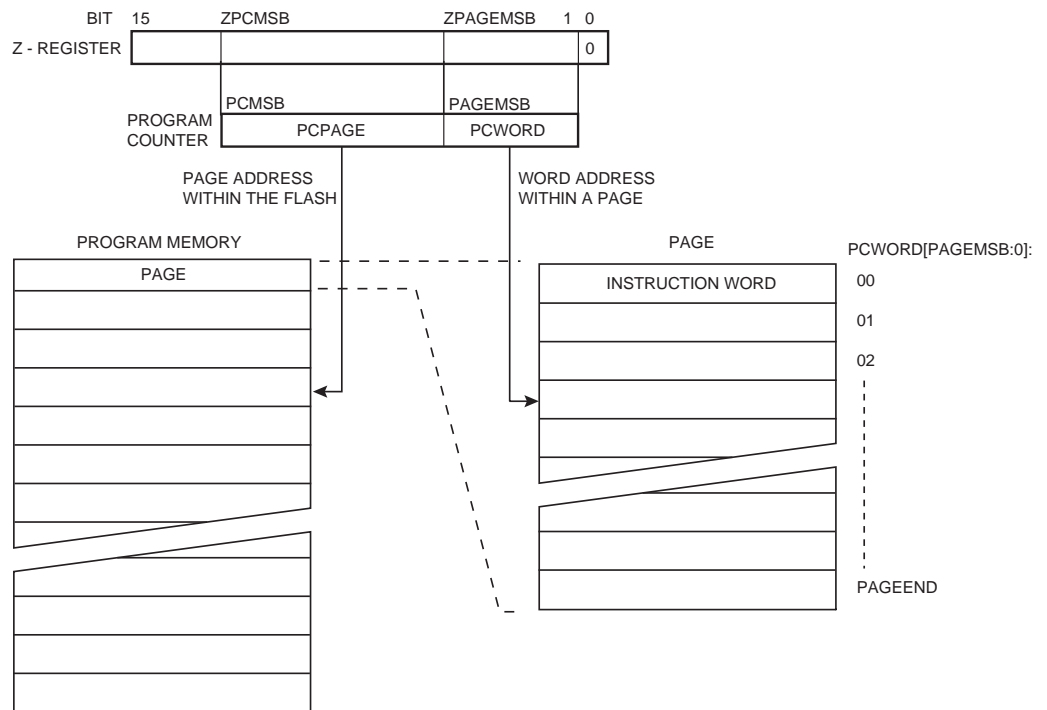 BIT 15 ZPCMSB ZPAGEMSB 1 0
Z - REGISTER 0
PCMSB PAGEMSB
PROGRAM
COUNTER
PCPAGE PCWORD
PAGE ADDRESS
WITHIN THE FLASH
WORD ADDRESS
WITHIN A PAGE
PROGRAM MEMORY
PAGE
PAGE
PCWORD[PAGEMSB:0]:
INSTRUCTION WORD 00
01
02
PAGEEND